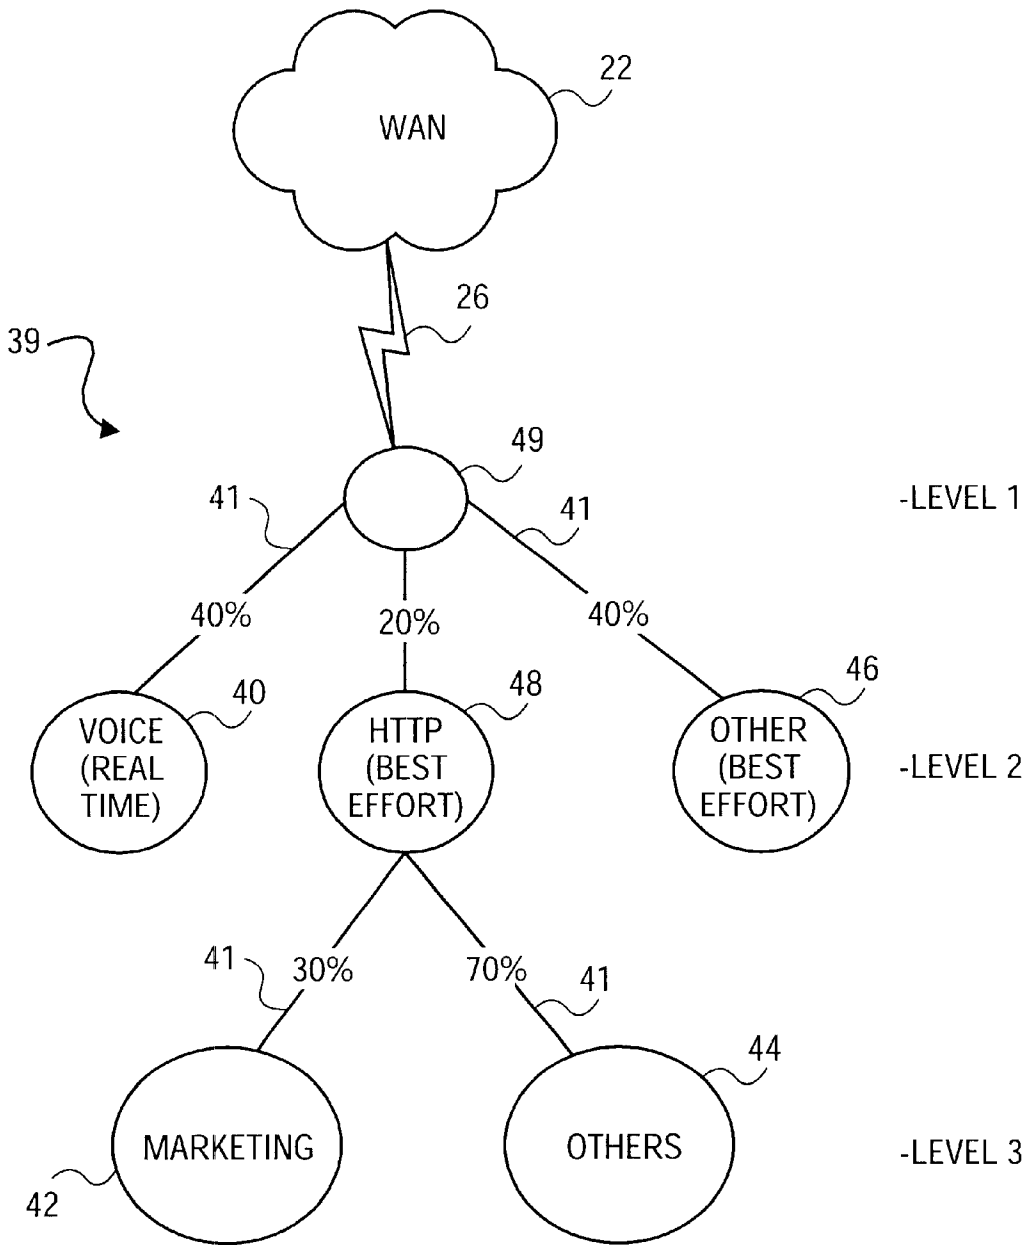 22
WAN
26
39
49
41
41
-LEVEL 1
40%
20%
40%
40
48
46
VOICE
(REAL
TIME)
HTTP
(BEST
EFFORT)
OTHER
(BEST
EFFORT)
-LEVEL 2
41
30%
70%
41
44
MARKETING
OTHERS
-LEVEL 3
42